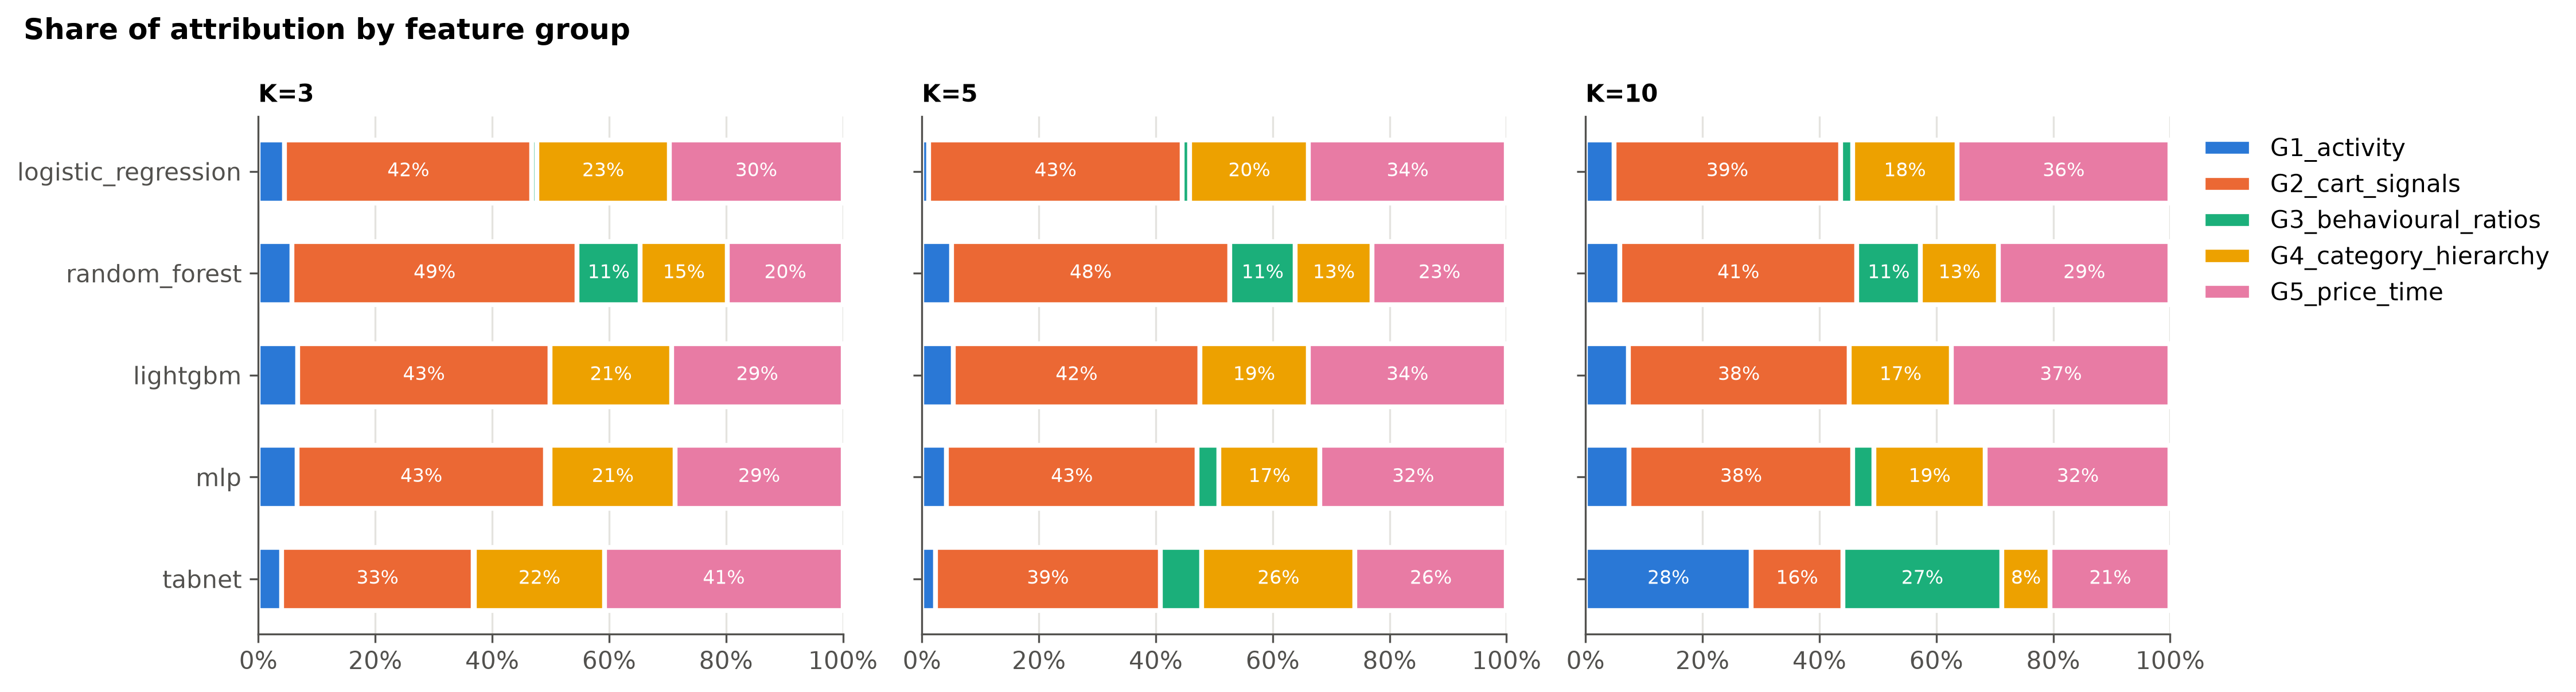 Share of attribution by feature group
K=3
K=5
K=10
logistic_regression
42%
23%
30%
43%
20%
34%
39%
18%
36%
random_forest
49%
11%
15%
20%
48%
11%
13%
23%
41%
11%
13%
29%
lightgbm
43%
21%
29%
42%
19%
34%
38%
17%
37%
mlp
43%
21%
29%
43%
17%
32%
38%
19%
32%
tabnet
33%
22%
41%
39%
26%
26%
28%
16%
27%
8%
21%
0% 20% 40% 60% 80% 100%
0% 20% 40% 60% 80% 100%
0% 20% 40% 60% 80% 100%
G1_activity
G2_cart_signals
G3_behavioural_ratios
G4_category_hierarchy
G5_price_time